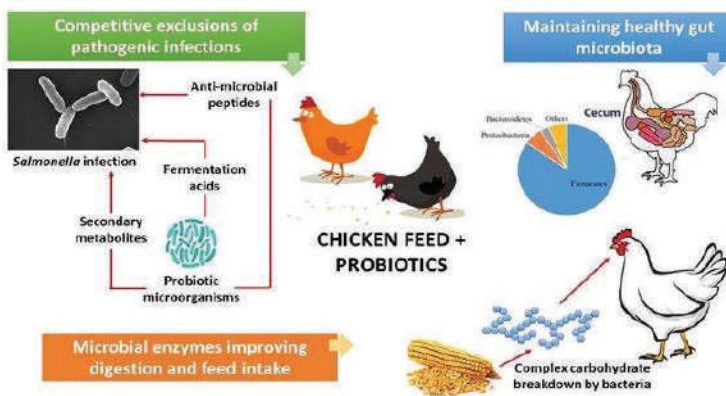 Competitive exclusions of
pathogenic infections
Anti-microbial
peptides
Salmonella infection
Fermentation
acids
Secondary
metabolites
Probiotic
microorganisms
CHICKEN FEED +
PROBIOTICS
Maintaining healthy gut
microbiota
Cecum
Bacteroidetes
Others
Proteobacteria
Firmicutes
Microbial enzymes improving
digestion and feed intake
Complex carbohydrate
breakdown by bacteria